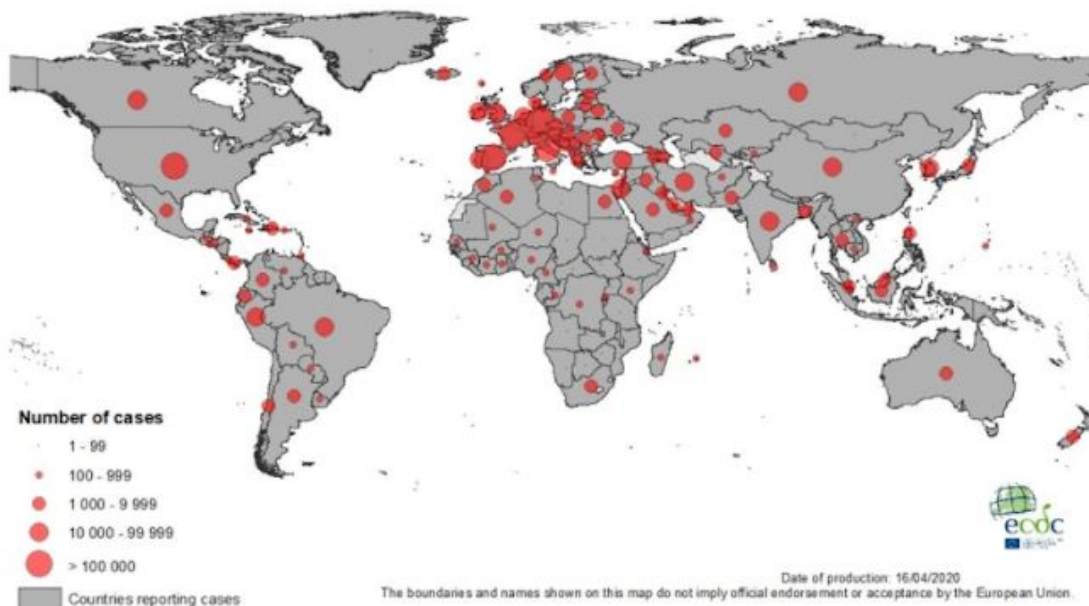 Number of cases
1 - 99
100 - 999
1 000 - 9 999
10 000 - 99 999
> 100 000
Countries reporting cases
ecdc
Date of production: 16/04/2020
The boundaries and names shown on this map do not imply official endorsement or acceptance by the European Union.